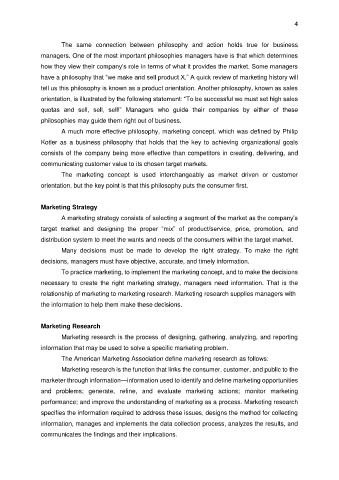 4
The same connection between philosophy and action holds true for business
managers. One of the most important philosophies managers have is that which determines
how they view their company's role in terms of what it provides the market. Some managers
have a philosophy that "we make and sell product X." A quick review of marketing history will
tell us this philosophy is known as a product orientation. Another philosophy, known as sales
orientation, is illustrated by the following statement: "To be successful we must set high sales
quotas and sell, sell, sell!" Managers who guide their companies by either of these
philosophies may guide them right out of business.
A much more effective philosophy, marketing concept, which was defined by Philip
Kotler as a business philosophy that holds that the key to achieving organizational goals
consists of the company being more effective than competitors in creating, delivering, and
communicating customer value to its chosen target markets.
The marketing concept is used interchangeably as market driven or customer
orientation, but the key point is that this philosophy puts the consumer first.
Marketing Strategy
A marketing strategy consists of selecting a segment of the market as the company's
target market and designing the proper "mix" of product/service, price, promotion, and
distribution system to meet the wants and needs of the consumers within the target market.
Many decisions must be made to develop the right strategy. To make the right
decisions, managers must have objective, accurate, and timely information.
To practice marketing, to implement the marketing concept, and to make the decisions
necessary to create the right marketing strategy, managers need information. That is the
relationship of marketing to marketing research. Marketing research supplies managers with
the information to help them make these decisions.
Marketing Research
Marketing research is the process of designing, gathering, analyzing, and reporting
information that may be used to solve a specific marketing problem.
The American Marketing Association define marketing research as follows:
Marketing research is the function that links the consumer, customer, and public to the
marketer through information—information used to identify and define marketing opportunities
and problems; generate, refine, and evaluate marketing actions; monitor marketing
performance; and improve the understanding of marketing as a process. Marketing research
specifies the information required to address these issues, designs the method for collecting
information, manages and implements the data collection process, analyzes the results, and
communicates the findings and their implications.